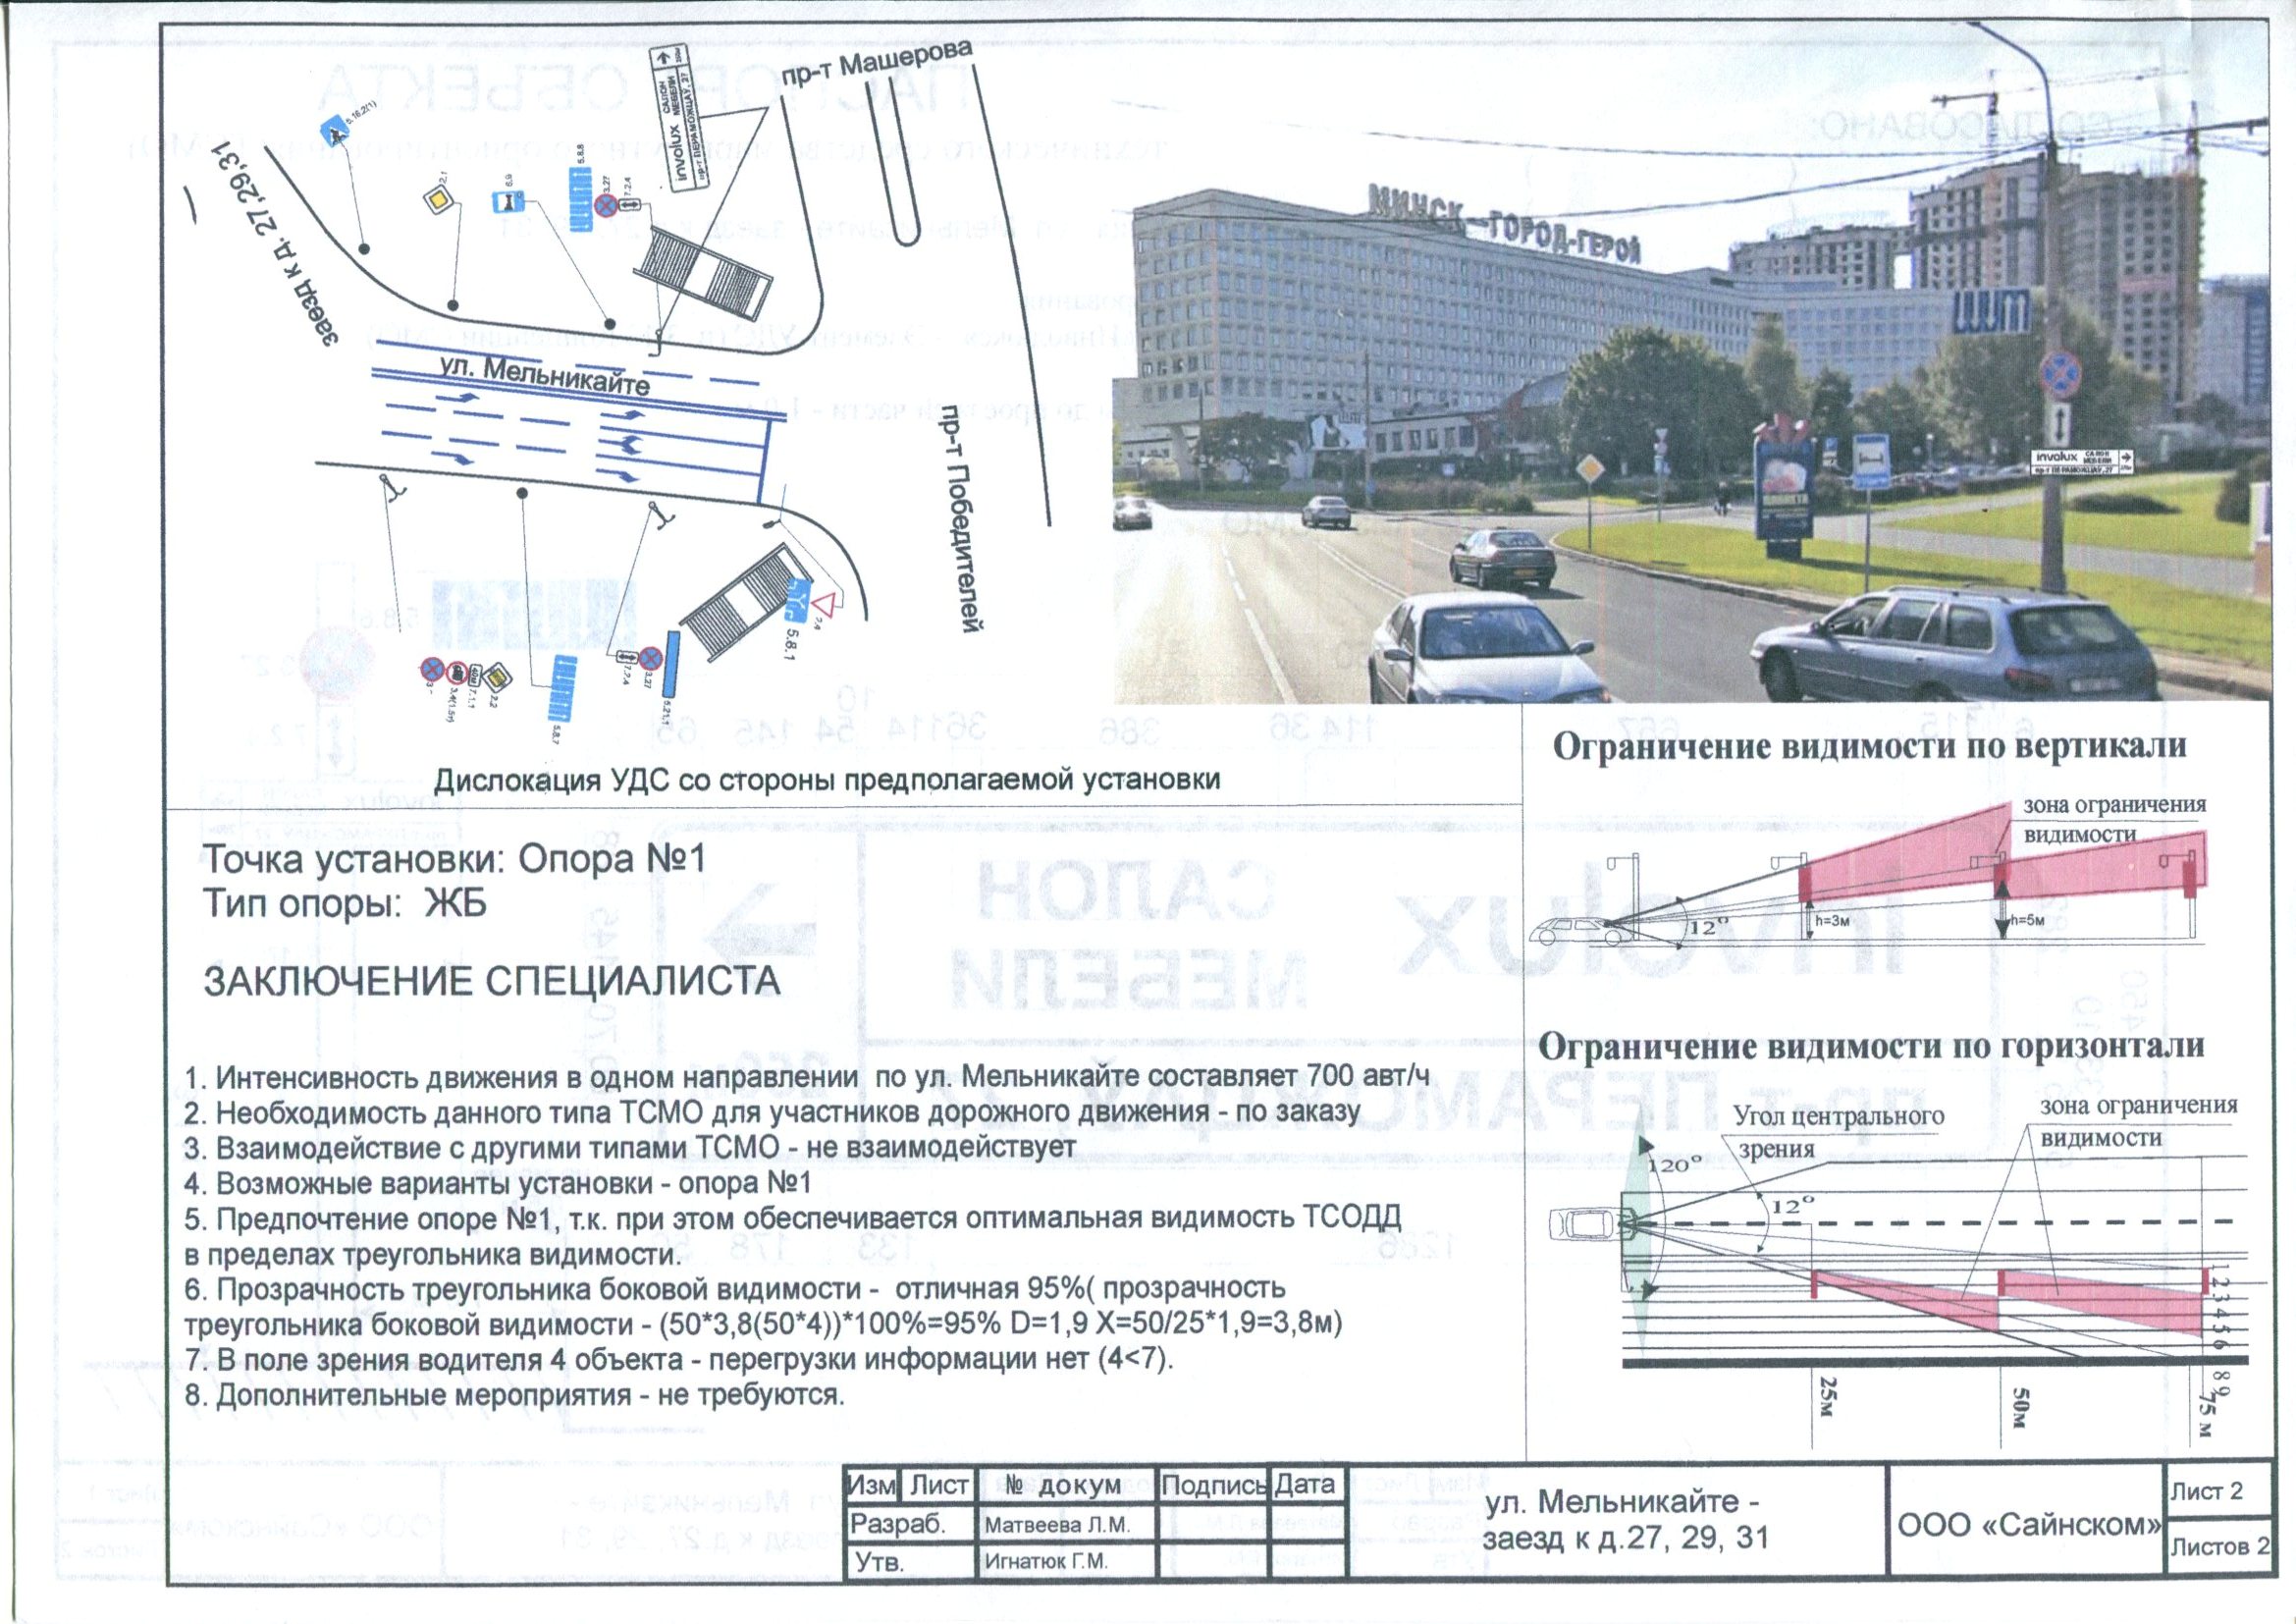 пр-т Машерова
involux САЛОН МЕБЕЛИ
пр-т ПЕРАМОЖЦАЎ, 27
5.16.2(1)
2.1
6.9
5.8.8
3.27
7.2.4
заезд к д. 27,29,31
ул. Мельникайте
пр-т Победителей
7.1.1
2.2
5.8.7
7.2.4
3.27
5.8.1
Дислокация УДС со стороны предполагаемой установки
МИНСК-ГОРОД-ГЕРОЙ
involux САЛОН МЕБЕЛИ
пр-т ПЕРАМОЖЦАЎ, 27
Точка установки: Опора №1
Тип опоры: ЖБ
ЗАКЛЮЧЕНИЕ СПЕЦИАЛИСТА
1. Интенсивность движения в одном направлении по ул. Мельникайте составляет 700 авт/ч
2. Необходимость данного типа ТСМО для участников дорожного движения - по заказу
3. Взаимодействие с другими типами ТСМО - не взаимодействует
4. Возможные варианты установки - опора №1
5. Предпочтение опоре №1, т.к. при этом обеспечивается оптимальная видимость ТСОДД
в пределах треугольника видимости.
6. Прозрачность треугольника боковой видимости - отличная 95%( прозрачность
треугольника боковой видимости - (50*3,8(50*4))*100%=95% D=1,9 X=50/25*1,9=3,8м)
7. В поле зрения водителя 4 объекта - перегрузки информации нет (4<7).
8. Дополнительные мероприятия - не требуются.
Ограничение видимости по вертикали
зона ограничения
видимости
12°
h=3м
h=5м
Ограничение видимости по горизонтали
Угол центрального
зрения
зона ограничения
видимости
120°
12°
1 2 3 4 5 6
8 9
25м
50м
75 м
Изм Лист № докум Подпись Дата
Разраб. Матвеева Л.М.
Утв. Игнатюк Г.М.
ул. Мельникайте -
заезд к д.27, 29, 31
ООО «Сайнском»
Лист 2
Листов 2